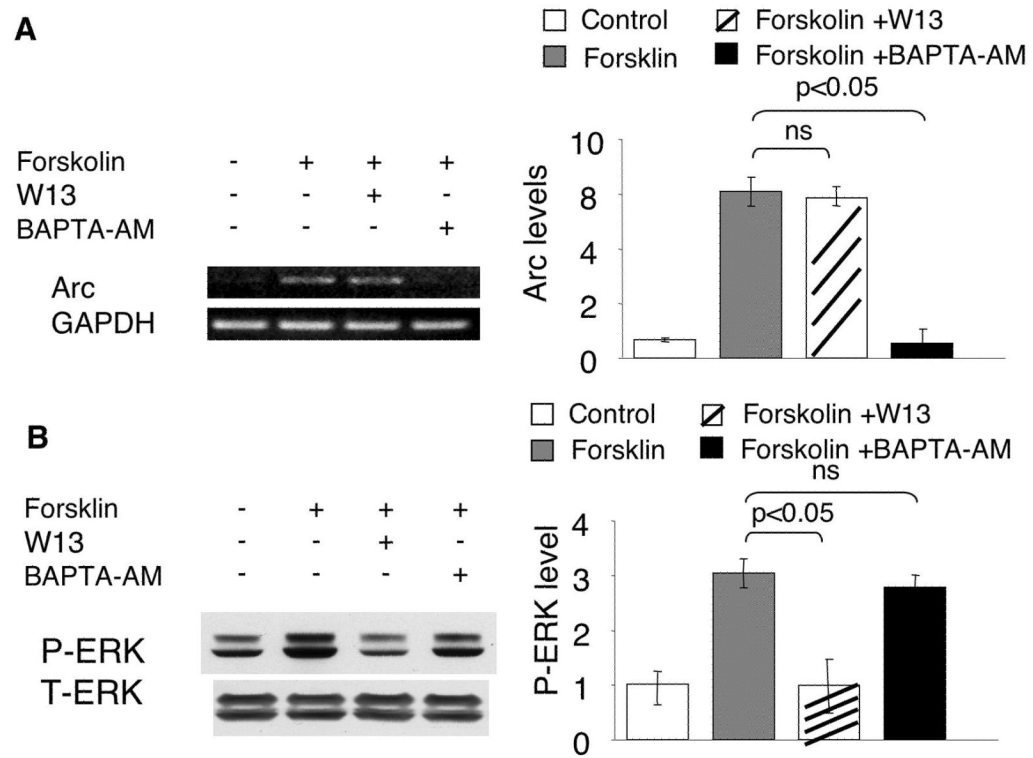 A
Forskolin - + + +
W13 - - + -
BAPTA-AM - - - +
Arc
GAPDH
Control
Forskolin +W13
Forsklin
Forskolin +BAPTA-AM
p<0.05
ns
Arc levels
10
8
4
2
0
B
Forsklin - + + +
W13 - - + -
BAPTA-AM - - - +
P-ERK
T-ERK
Control
Forskolin +W13
Forsklin
Forskolin +BAPTA-AM
ns
p<0.05
P-ERK level
4
3
2
1
0